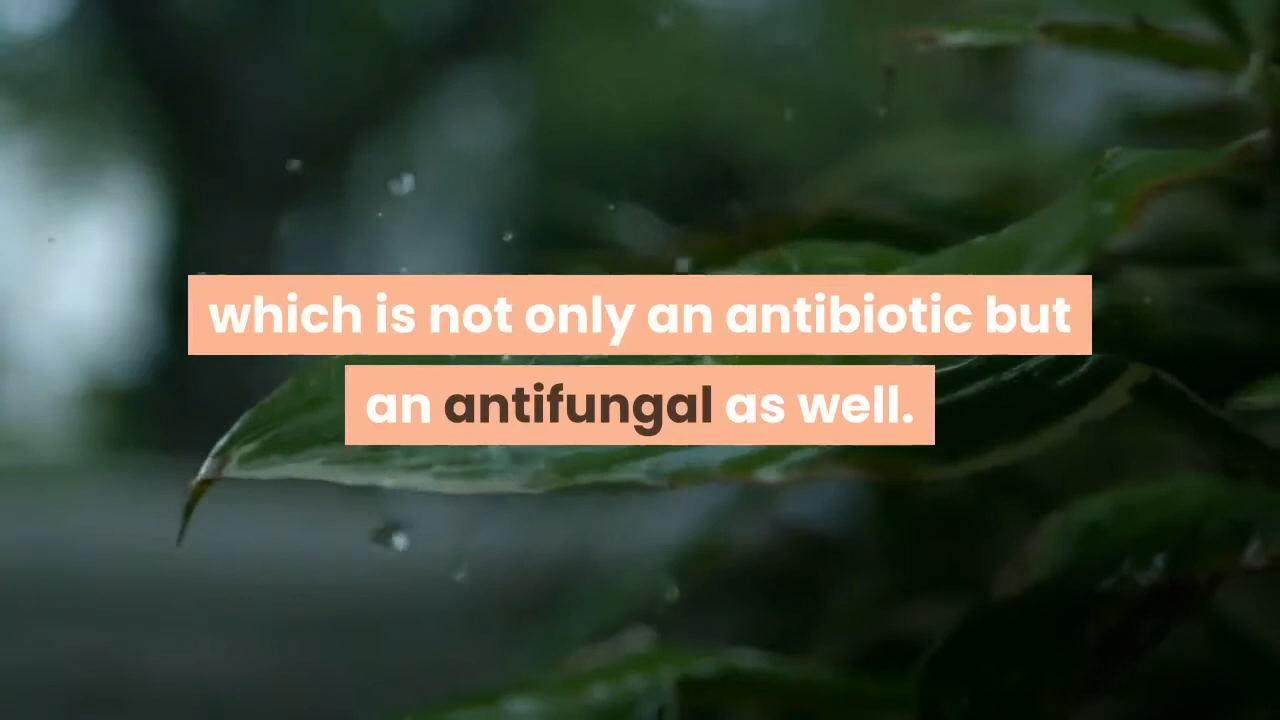 which is not only an antibiotic but
an antifungal as well.